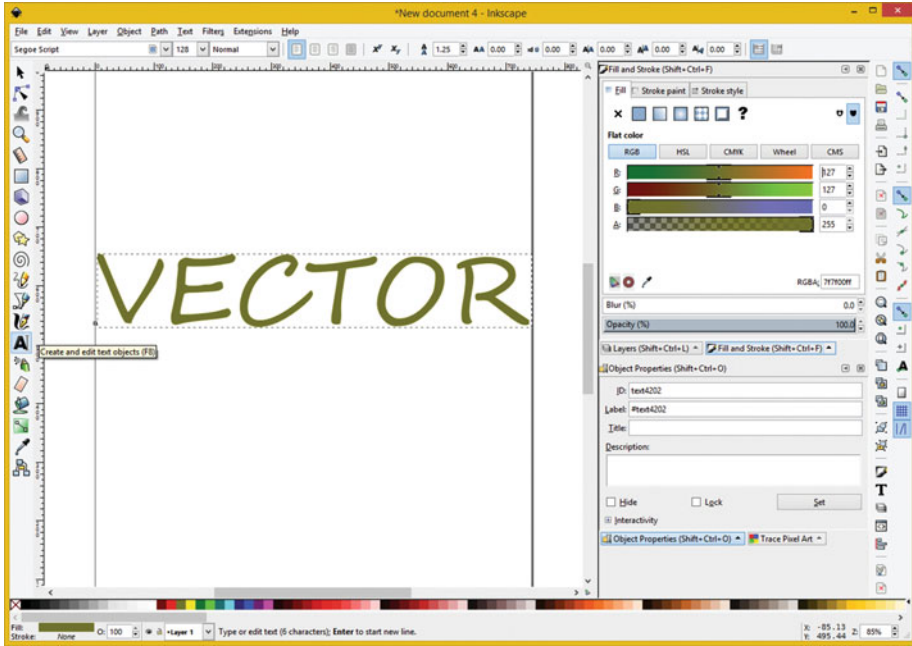 *New document 4 - Inkscape
File Edit View Layer Object Path Text Filters Extensions Help
Segoe Script 128 Normal 1.25 0.00 0.00 0.00 0.00 0.00
Fill and Stroke (Shift+Ctrl+F)
Fill Stroke paint Stroke style
?
Flat color
RGB HSL CMYK Wheel CMS
R: 127
G: 127
B: 0
A: 255
VECTOR
RGBA: 7f7f00ff
Blur (%) 0.0
Opacity (%) 100.0
Create and edit text objects (F8)
Layers (Shift+Ctrl+L) Fill and Stroke (Shift+Ctrl+F)
Object Properties (Shift+Ctrl+O)
ID: text4202
Label: #text4202
Title:
Description:
Hide Lock Set
Interactivity
Object Properties (Shift+Ctrl+O) Trace Pixel Art
Fill:
Stroke: None O: 100 Layer 1 Type or edit text (6 characters); Enter to start new line.
X: -85.13
Y: 495.44
Z: 85%